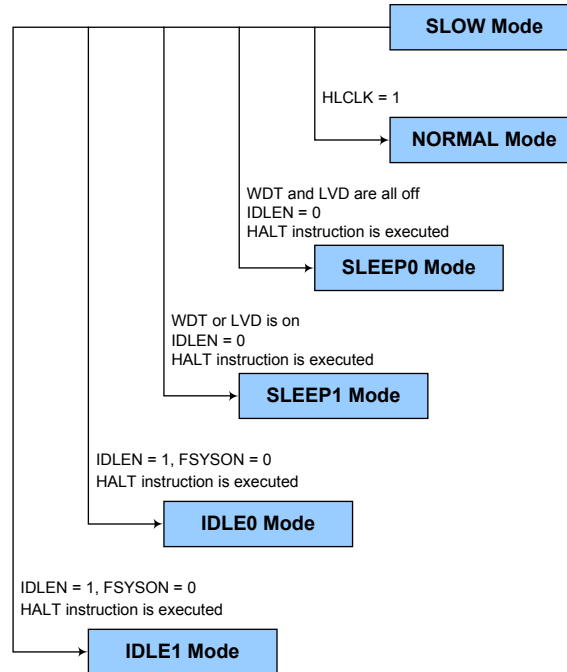 SLOW Mode
HLCLK = 1
NORMAL Mode
WDT and LVD are all off
IDLEN = 0
HALT instruction is executed
SLEEP0 Mode
WDT or LVD is on
IDLEN = 0
HALT instruction is executed
SLEEP1 Mode
IDLEN = 1, FSYSON = 0
HALT instruction is executed
IDLE0 Mode
IDLEN = 1, FSYSON = 0
HALT instruction is executed
IDLE1 Mode